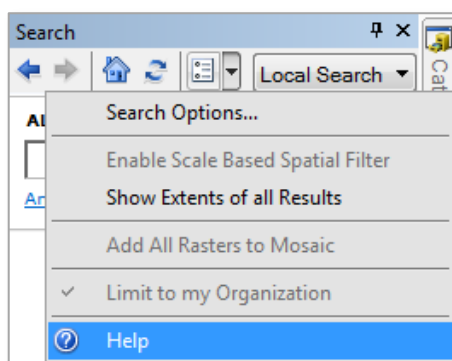 Search
Local Search
Cat
AL
Search Options...
Enable Scale Based Spatial Filter
An
Show Extents of all Results
Add All Rasters to Mosaic
Limit to my Organization
Help